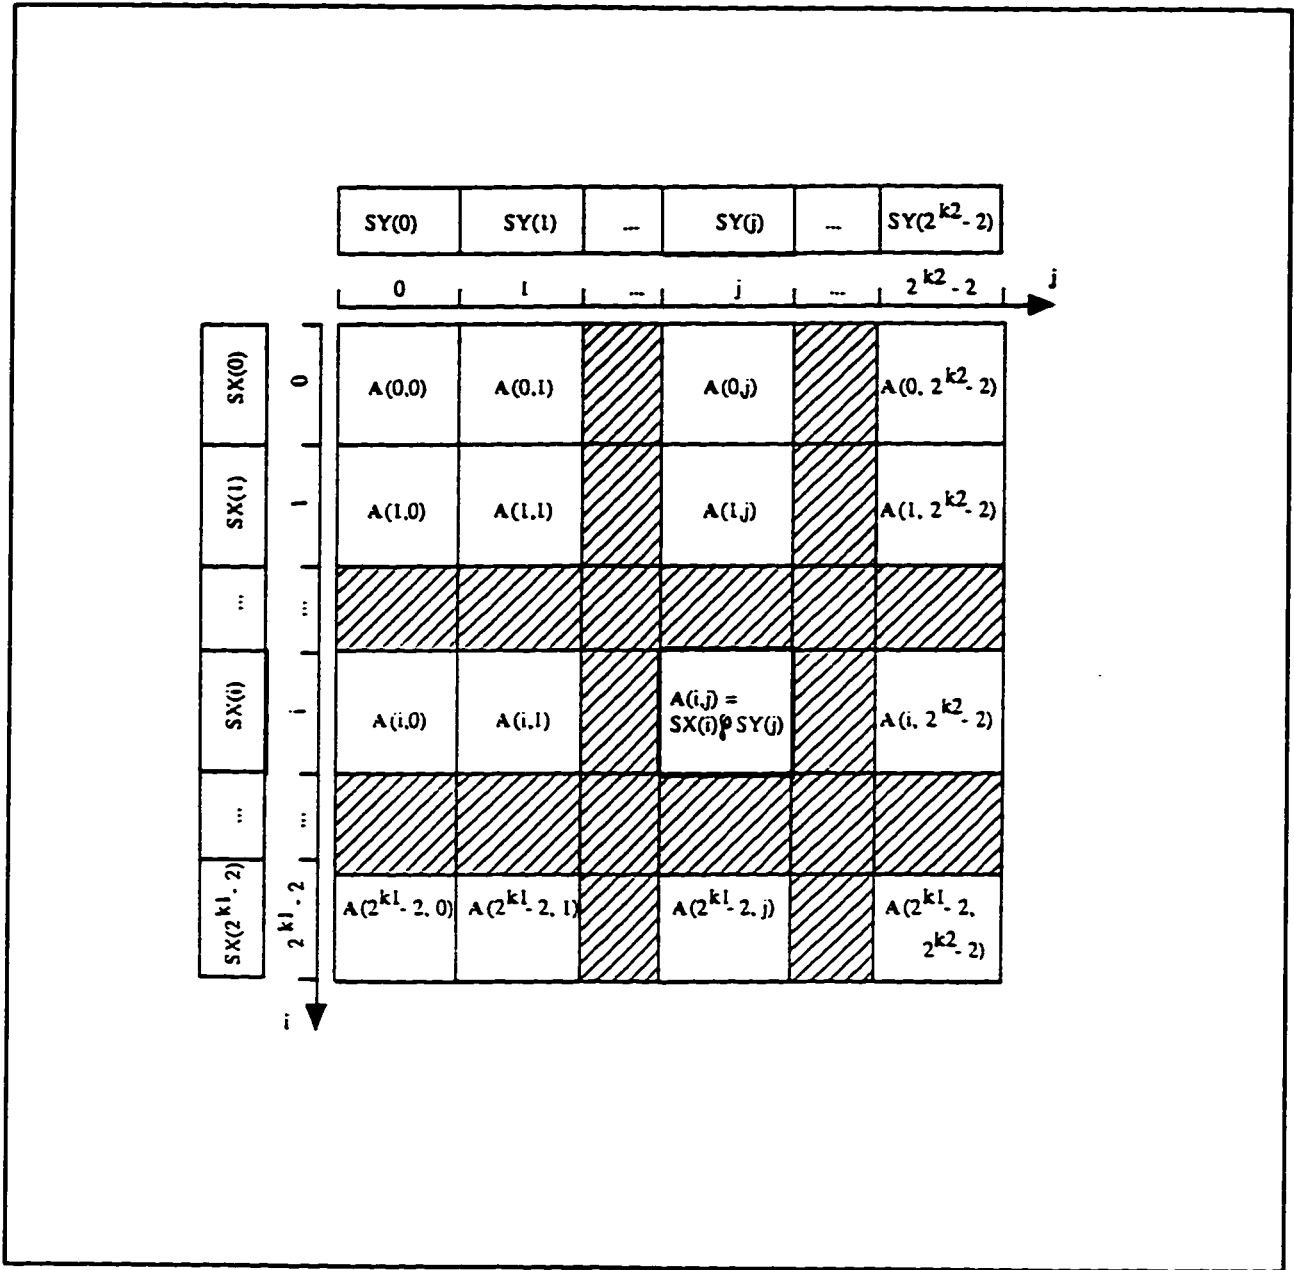 SY(0) SY(1) ... SY(j) ... SY(2^k2 - 2)
0 1 ... j ... 2^k2 - 2 j
SX(0) 0 A(0,0) A(0,1) A(0,j) A(0, 2^k2 - 2)
SX(1) 1 A(1,0) A(1,1) A(1,j) A(1, 2^k2 - 2)
... ...
SX(i) i A(i,0) A(i,1) A(i,j) = SX(i) SY(j) A(i, 2^k2 - 2)
... ...
SX(2^k1 - 2) 2^k1 - 2 A(2^k1 - 2, 0) A(2^k1 - 2, 1) A(2^k1 - 2, j) A(2^k1 - 2, 2^k2 - 2)
i